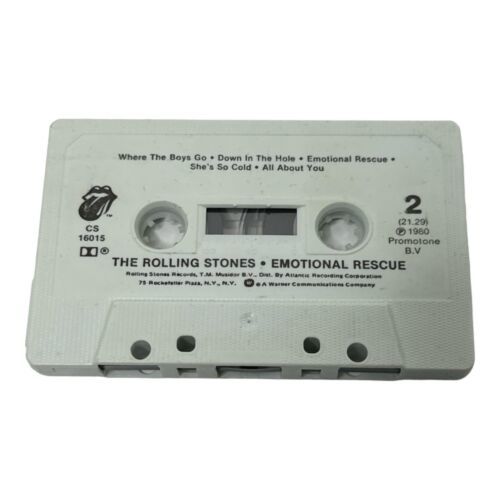 Where The Boys Go • Down In The Hole • Emotional Rescue •
She's So Cold • All About You
™
CS
16015
2
(21.29)
℗ 1980
Promotone
B.V
THE ROLLING STONES • EMOTIONAL RESCUE
Rolling Stones Records, T.M. Musidor B.V., Dist. By Atlantic Recording Corporation
75 Rockefeller Plaza, N.Y., N.Y. A Warner Communications Company